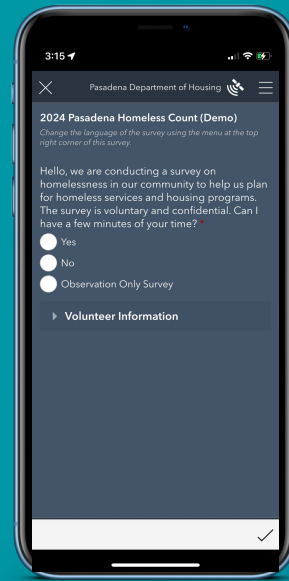 3:15
Pasadena Department of Housing
2024 Pasadena Homeless Count (Demo)
Change the language of the survey using the menu at the top
right corner of this survey.
Hello, we are conducting a survey on
homelessness in our community to help us plan
for homeless services and housing programs.
The survey is voluntary and confidential. Can I
have a few minutes of your time? *
Yes
No
Observation Only Survey
Volunteer Information